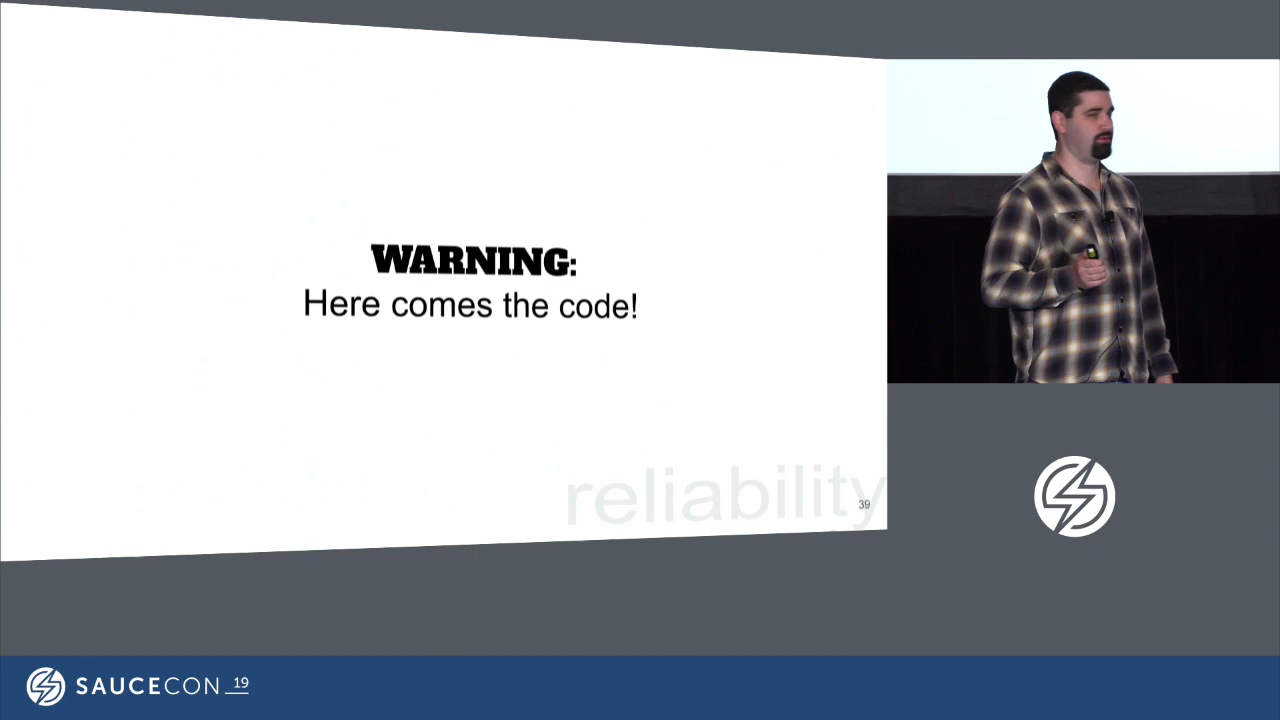 WARNING:
Here comes the code!
reliability
39
SAUCECON 19